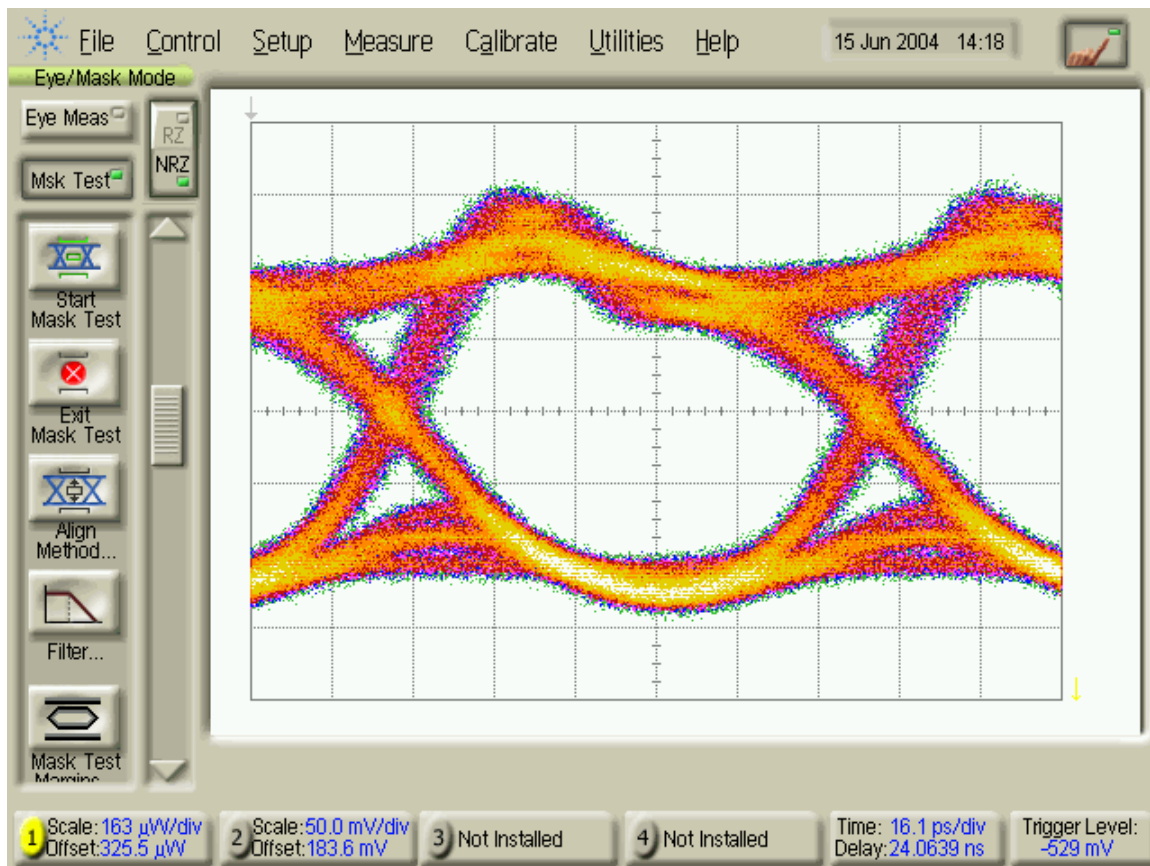 File Control Setup Measure Calibrate Utilities Help 15 Jun 2004 14:18
Eye/Mask Mode
Eye Meas
RZ
NRZ
Msk Test
Start
Mask Test
Exit
Mask Test
Align
Method...
Filter...
Mask Test
Margins...
1 Scale: 163 µW/div
Offset: 325.5 µW
2 Scale: 50.0 mV/div
Offset: 183.6 mV
3 Not Installed
4 Not Installed
Time: 16.1 ps/div
Delay: 24.0639 ns
Trigger Level:
-529 mV